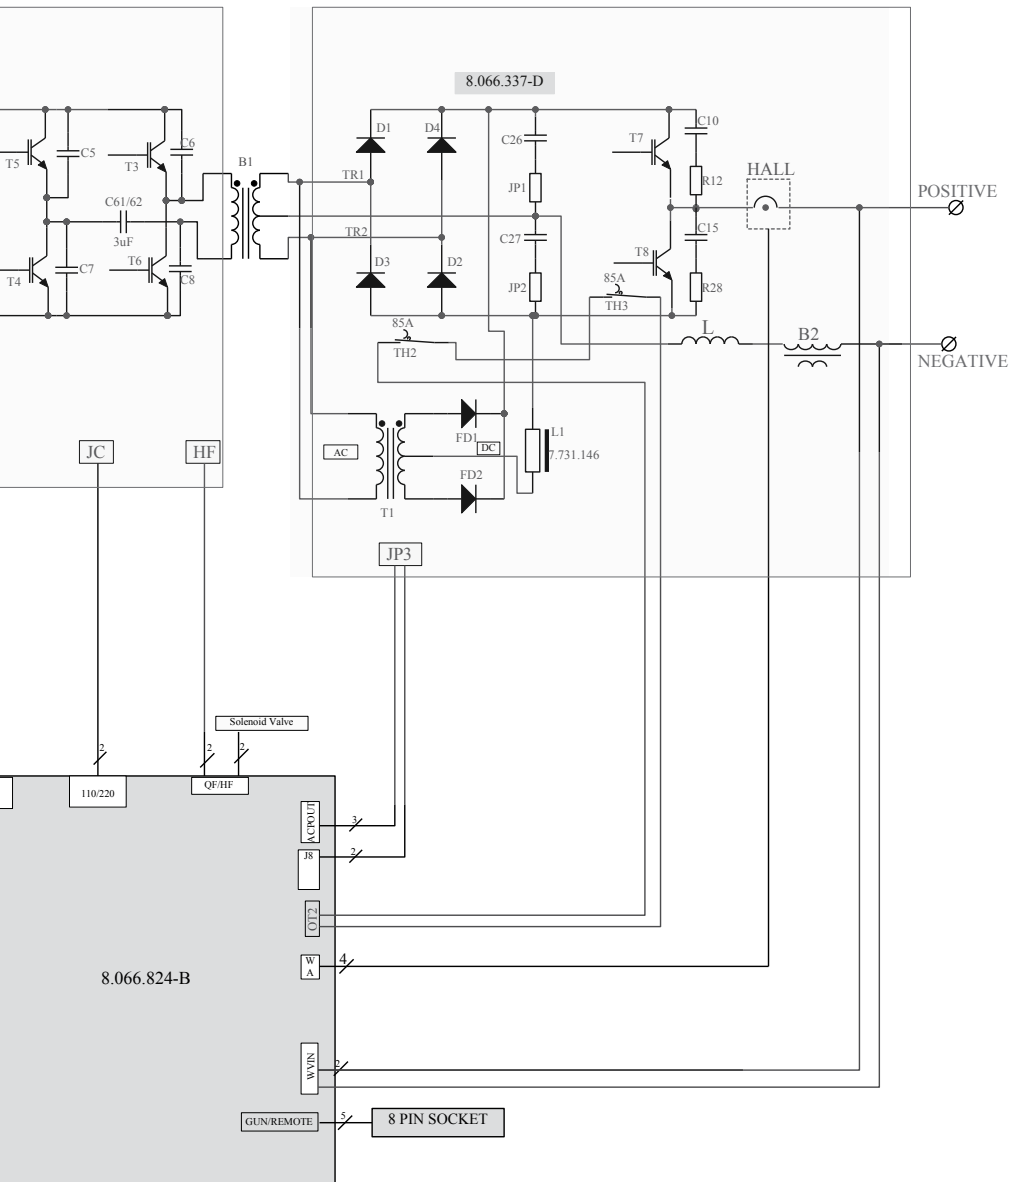 8.066.337-D
D1
D4
C10
C26
T7
C5
C6
T5
T3
B1
TR1
JP1
R12
HALL
POSITIVE
C61/62
3uF
TR2
C27
C15
T4
C7
T6
C8
D3
D2
JP2
T8
85A
TH3
R28
85A
TH2
L
B2
NEGATIVE
JC
HF
AC
FD1
DC
L1
7.731.146
FD2
T1
JP3
Solenoid Valve
2
2
2
110/220
QF/HF
ACPOUT
3
J8
2
OT2
8.066.824-B
W
A
4
WVIN
2
GUN/REMOTE
5
8 PIN SOCKET